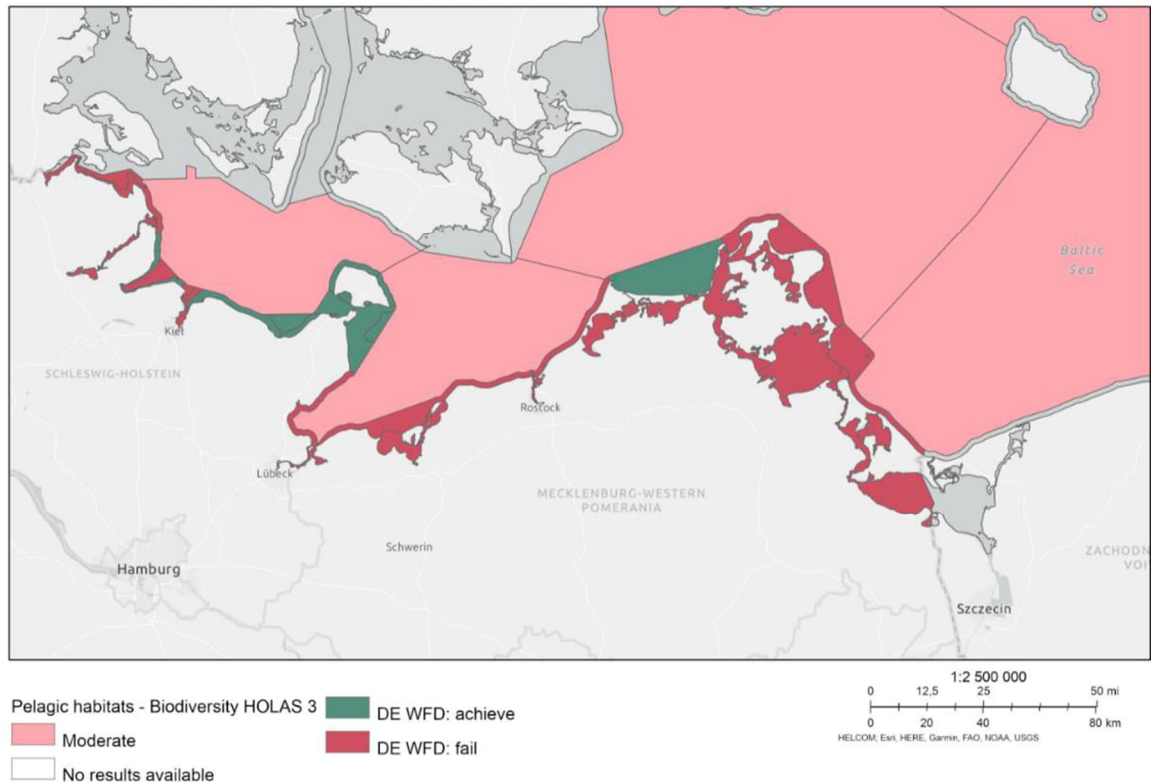 Baltic
Sea
Kiel
SCHLESWIG-HOLSTEIN
Rostock
Lübeck
MECKLENBURG-WESTERN
POMERANIA
Schwerin
ZACHODN
VOI
Hamburg
Szczecin
Pelagic habitats - Biodiversity HOLAS 3
Moderate
No results available
DE WFD: achieve
DE WFD: fail
1:2 500 000
0 12,5 25 50 mi
0 20 40 80 km
HELCOM; Esri, HERE, Garmin, FAO, NOAA, USGS